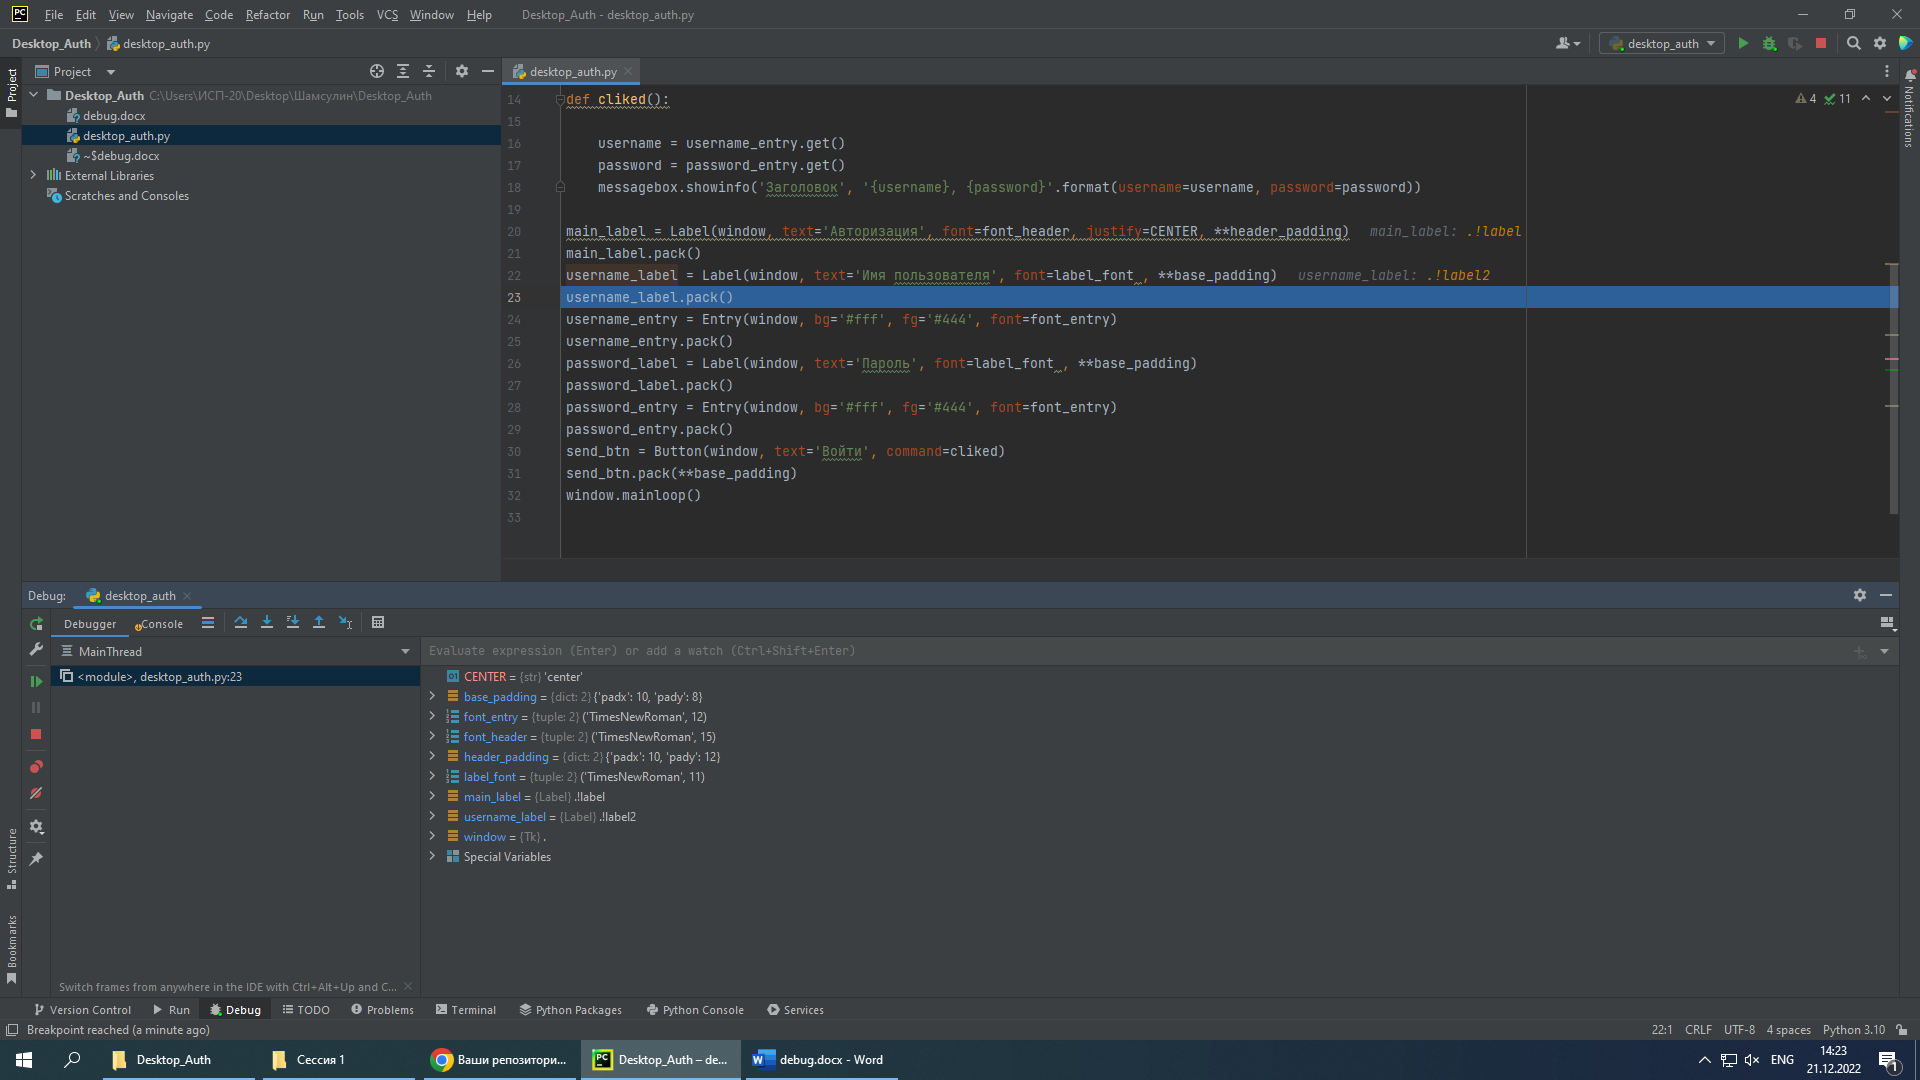 PC File Edit View Navigate Code Refactor Run Tools VCS Window Help Desktop_Auth - desktop_auth.py
Desktop_Auth desktop_auth.py desktop_auth
Project
Project
desktop_auth.py
Desktop_Auth C:\Users\ИСП-20\Desktop\Шамсулин\Desktop_Auth
debug.docx
desktop_auth.py
~$debug.docx
External Libraries
Scratches and Consoles
14 def cliked():
4 11
15
16 username = username_entry.get()
17 password = password_entry.get()
18 messagebox.showinfo('Заголовок', '{username}, {password}'.format(username=username, password=password))
19
20 main_label = Label(window, text='Авторизация', font=font_header, justify=CENTER, **header_padding) main_label: .!label
21 main_label.pack()
22 username_label = Label(window, text='Имя пользователя', font=label_font , **base_padding) username_label: .!label2
23 username_label.pack()
24 username_entry = Entry(window, bg='#fff', fg='#444', font=font_entry)
25 username_entry.pack()
26 password_label = Label(window, text='Пароль', font=label_font , **base_padding)
27 password_label.pack()
28 password_entry = Entry(window, bg='#fff', fg='#444', font=font_entry)
29 password_entry.pack()
30 send_btn = Button(window, text='Войти', command=cliked)
31 send_btn.pack(**base_padding)
32 window.mainloop()
33
Notifications
Debug: desktop_auth
Debugger Console
MainThread
Evaluate expression (Enter) or add a watch (Ctrl+Shift+Enter)
<module>, desktop_auth.py:23
CENTER = {str} 'center'
base_padding = {dict: 2} {'padx': 10, 'pady': 8}
font_entry = {tuple: 2} ('TimesNewRoman', 12)
font_header = {tuple: 2} ('TimesNewRoman', 15)
header_padding = {dict: 2} {'padx': 10, 'pady': 12}
label_font = {tuple: 2} ('TimesNewRoman', 11)
main_label = {Label} .!label
username_label = {Label} .!label2
window = {Tk} .
Special Variables
Structure
Bookmarks
Switch frames from anywhere in the IDE with Ctrl+Alt+Up and C...
Version Control Run Debug TODO Problems Terminal Python Packages Python Console Services
Breakpoint reached (a minute ago) 22:1 CRLF UTF-8 4 spaces Python 3.10
Desktop_Auth Сессия 1 Ваши репозитори... Desktop_Auth – de... debug.docx - Word ENG 14:23
21.12.2022
1